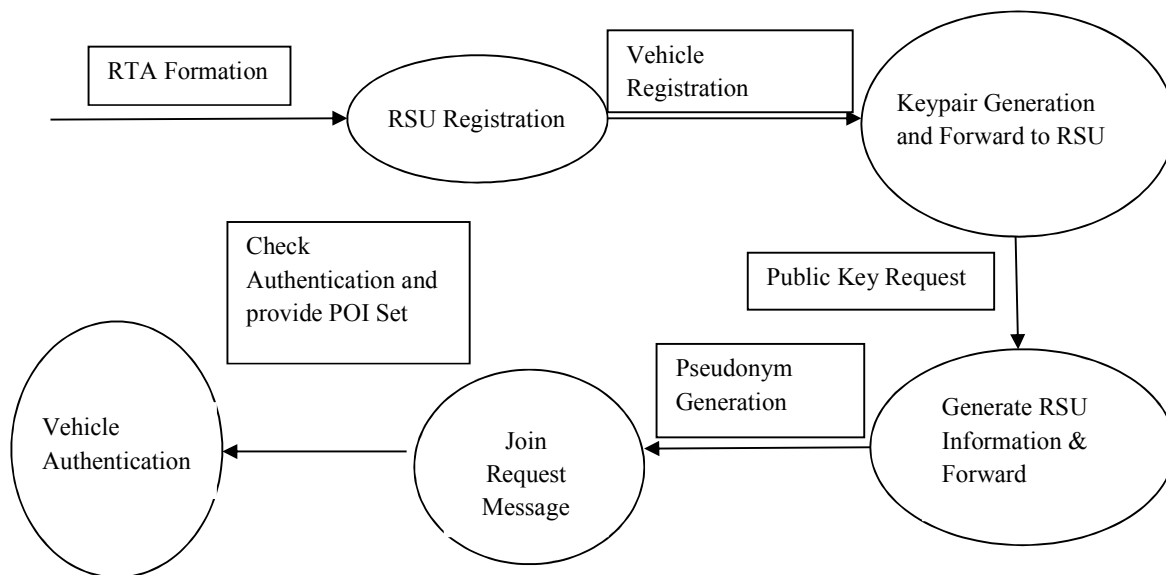 RTA Formation
RSU Registration
Vehicle
Registration
Keypair Generation
and Forward to RSU
Public Key Request
Generate RSU
Information &
Forward
Pseudonym
Generation
Join
Request
Message
Check
Authentication and
provide POI Set
Vehicle
Authentication